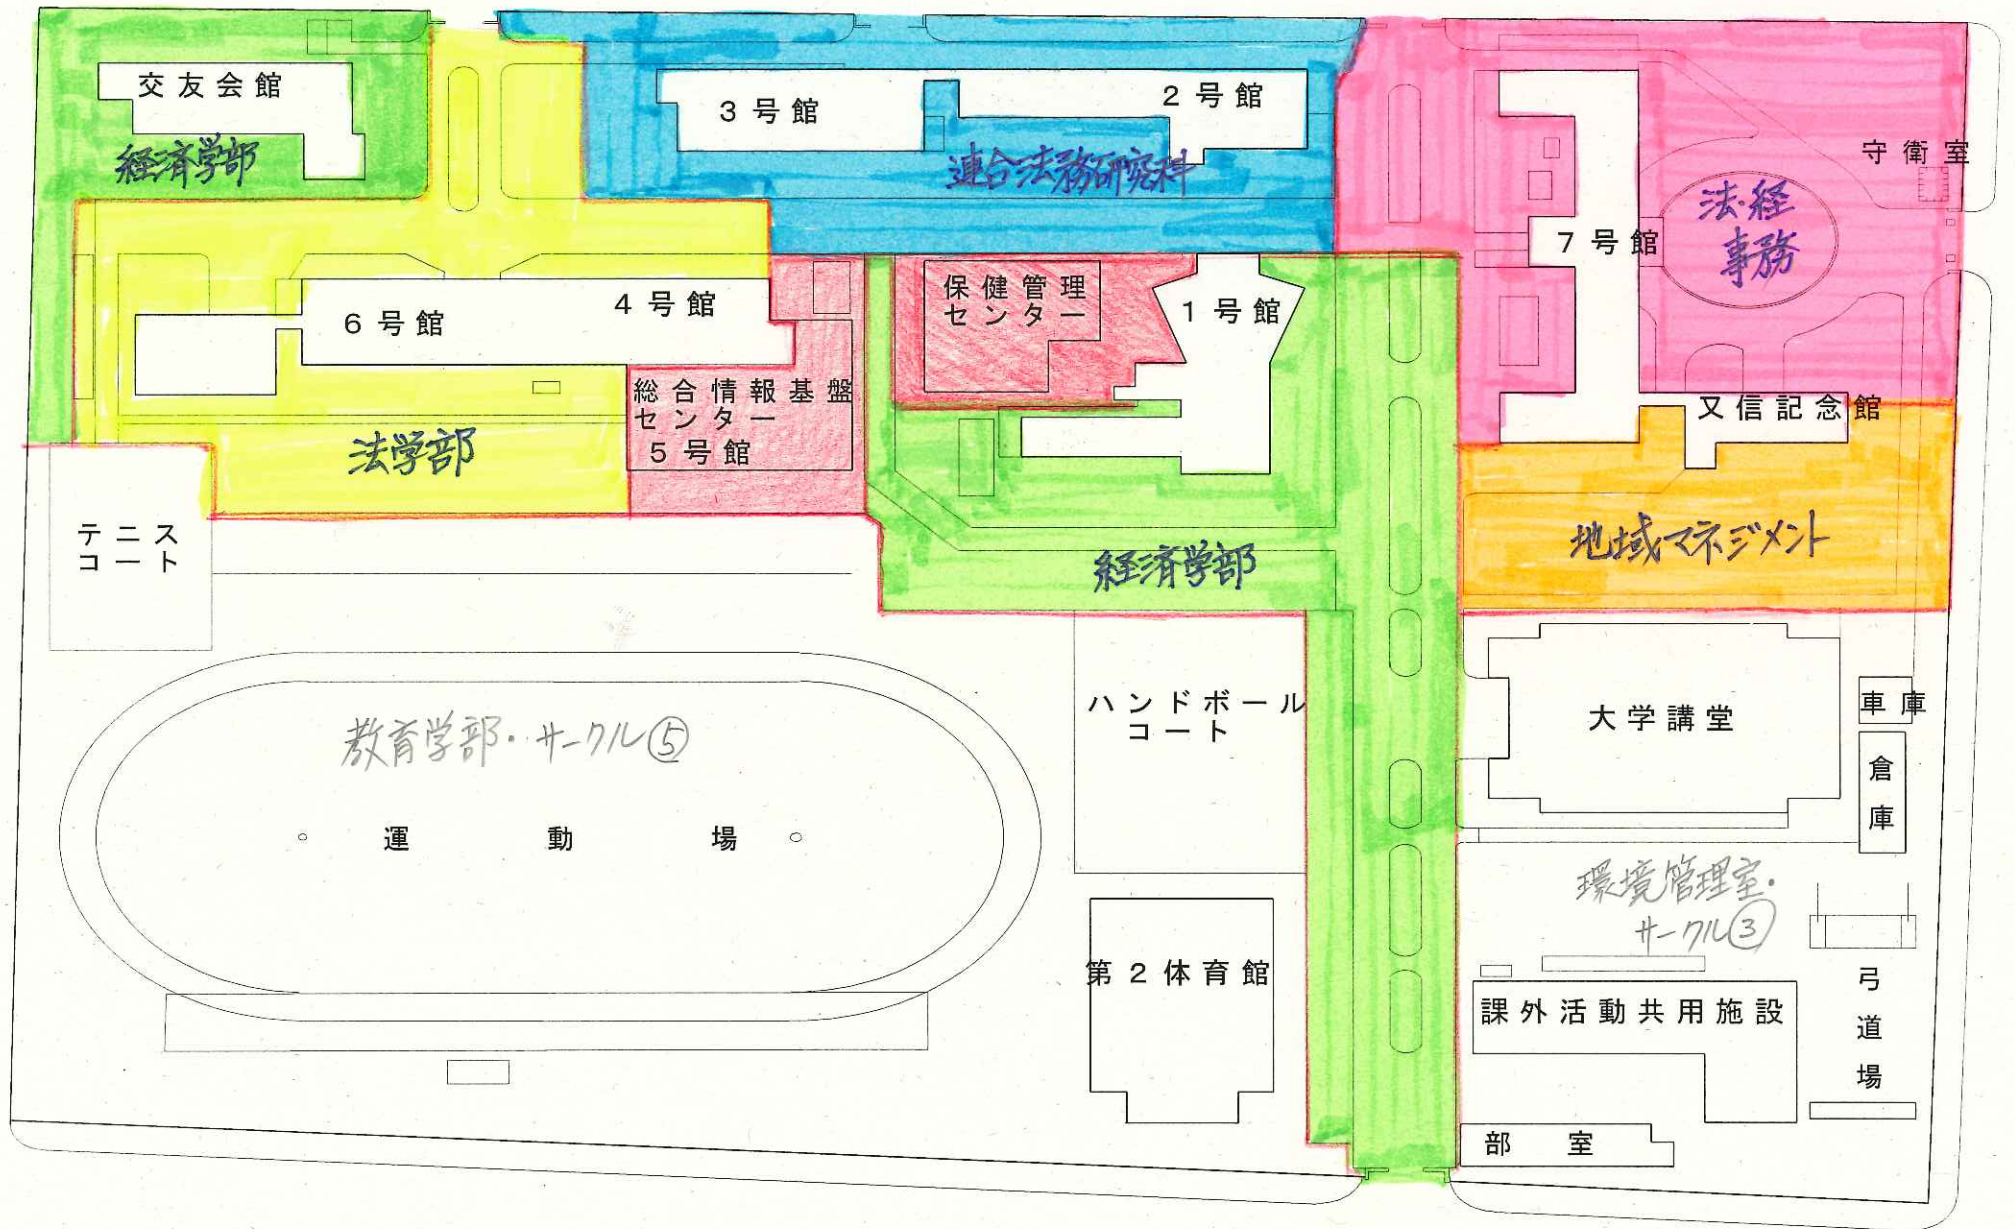 交友会館
経済学部
3号館
2号館
連合法務研究科
守衛室
法・経
事務
7号館
6号館
4号館
保健管理
センター
1号館
総合情報基盤
センター
5号館
法学部
又信記念館
テニス
コート
経済学部
地域マネジメント
教育学部・サークル⑤
運動場
ハンドボール
コート
大学講堂
車庫
倉庫
環境管理室・
サークル③
第2体育館
課外活動共用施設
弓道場
部室